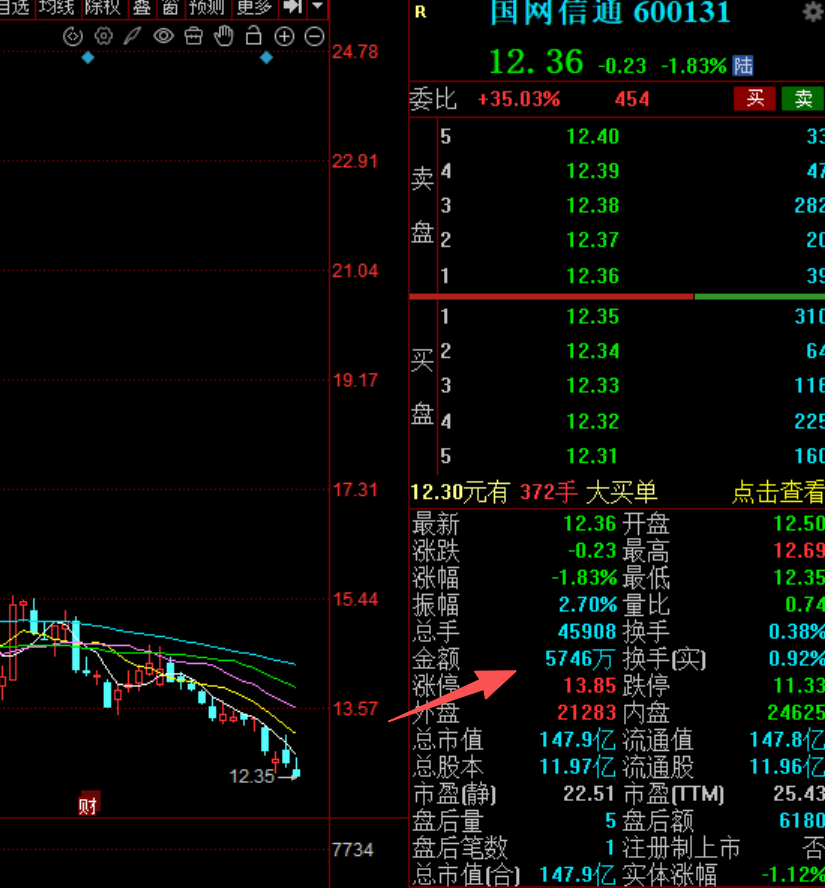 自选 均线 除权 叠 窗 预测 更多
R 国网信通 600131
12.36 -0.23 -1.83% 陆
委比 +35.03% 454 买 卖
卖盘
5 12.40 33
4 12.39 47
3 12.38 282
2 12.37 20
1 12.36 39
买盘
1 12.35 310
2 12.34 64
3 12.33 116
4 12.32 225
5 12.31 160
12.30元有 372手 大买单 点击查看
最新 12.36 开盘 12.50
涨跌 -0.23 最高 12.69
涨幅 -1.83% 最低 12.35
振幅 2.70% 量比 0.74
总手 45908 换手 0.38%
金额 5746万 换手(实) 0.92%
涨停 13.85 跌停 11.33
外盘 21283 内盘 24625
总市值 147.9亿 流通值 147.8亿
总股本 11.97亿 流通股 11.96亿
市盈(静) 22.51 市盈(TTM) 25.43
盘后量 5 盘后额 6180
盘后笔数 1 注册制上市 否
总市值(合) 147.9亿 实体涨幅 -1.12%
24.78
22.91
21.04
19.17
17.31
15.44
13.57
12.35
财
7734